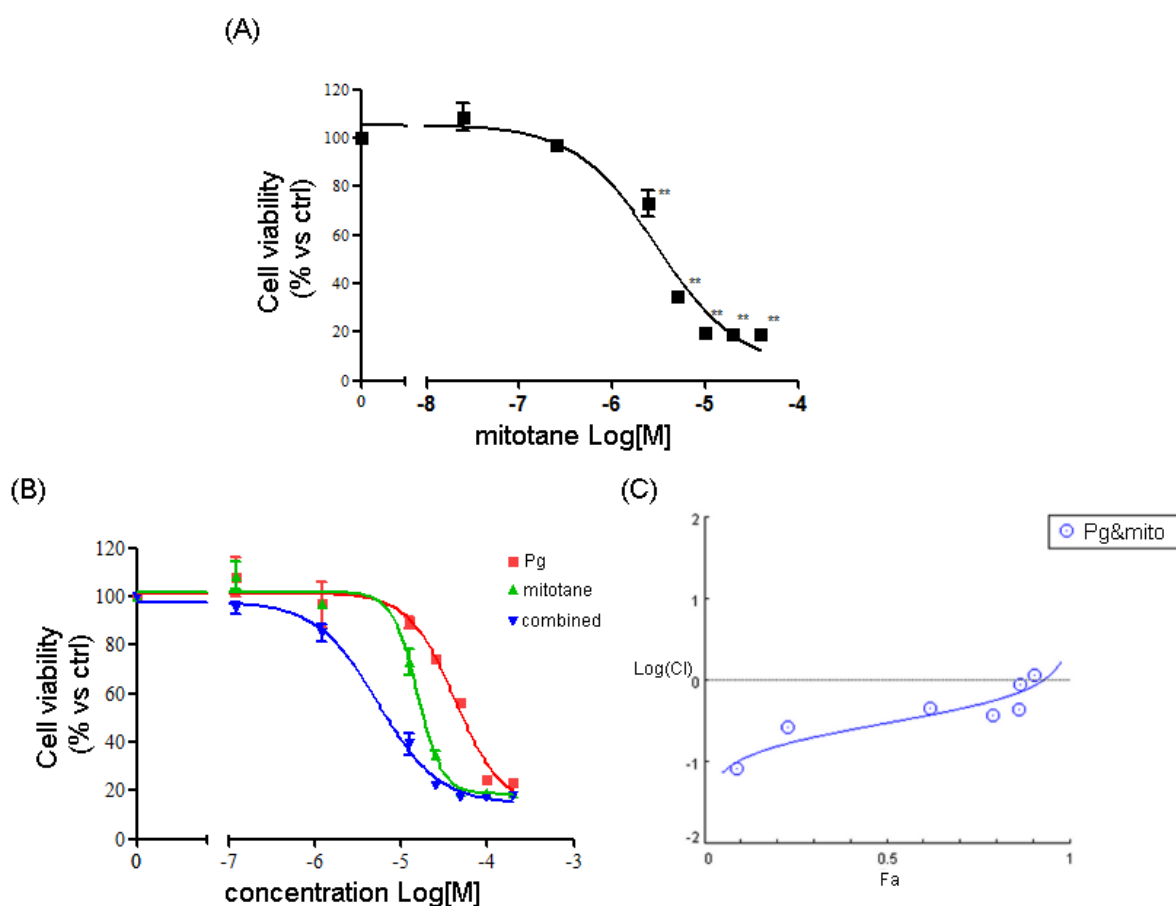 (A)
120
100
80
60
40
20
0
Cell viability
(% vs ctrl)
**
**
**
**
**
0
-8
-7
-6
-5
-4
mitotane Log[M]
(B)
120
100
80
60
40
20
0
Cell viability
(% vs ctrl)
Pg
mitotane
combined
0
-7
-6
-5
-4
-3
concentration Log[M]
(C)
2
1
0
-1
-2
Log(CI)
Pg&mito
0
0.5
1
Fa